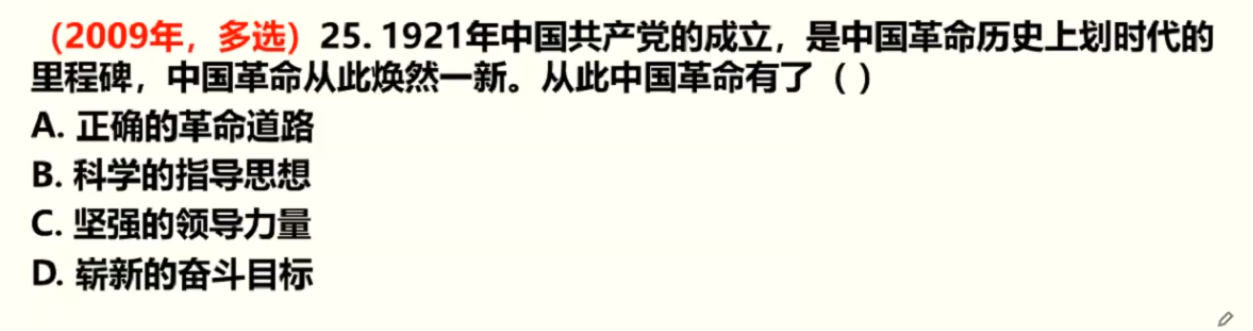 （2009年，多选）25. 1921年中国共产党的成立，是中国革命历史上划时代的
里程碑，中国革命从此焕然一新。从此中国革命有了（ ）
A. 正确的革命道路
B. 科学的指导思想
C. 坚强的领导力量
D. 崭新的奋斗目标